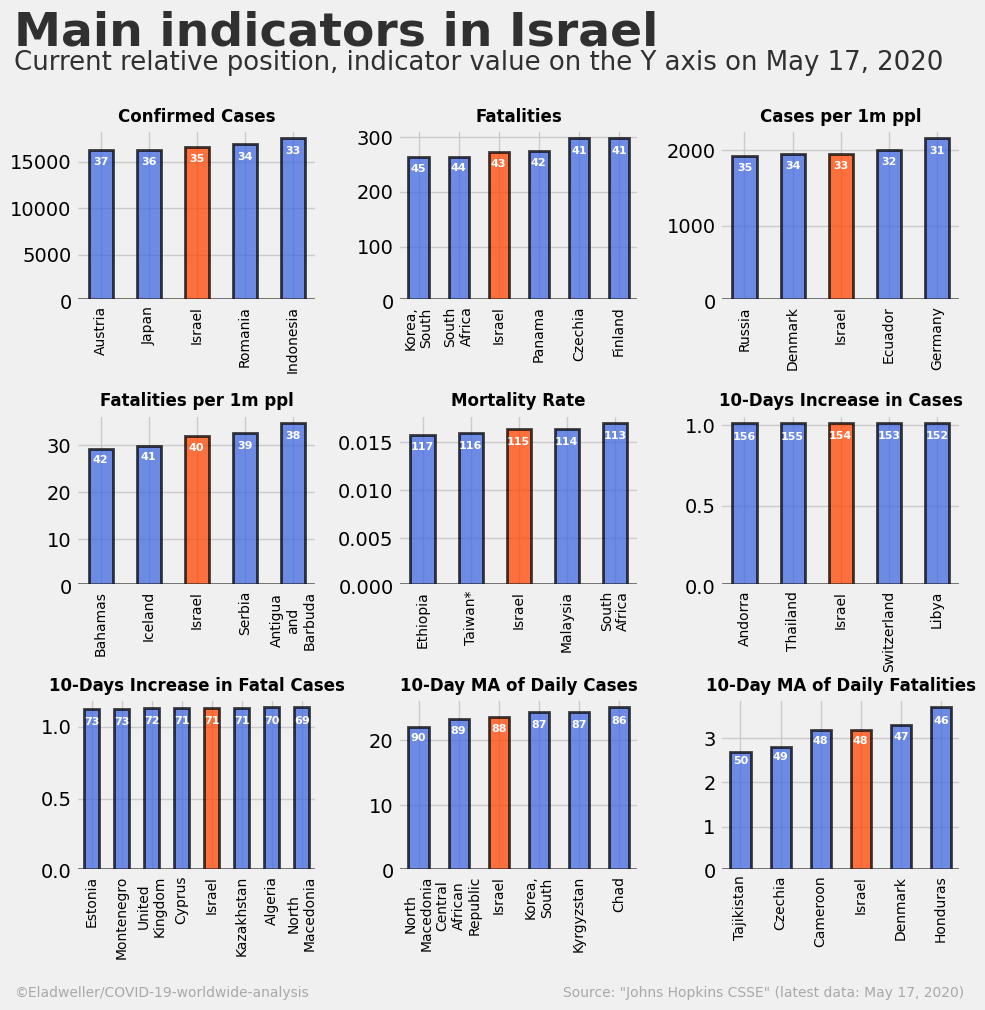 Main indicators in Israel
Current relative position, indicator value on the Y axis on May 17, 2020
Confirmed Cases
15000
10000
5000
0
37
36
35
34
33
Austria
Japan
Israel
Romania
Indonesia
Fatalities
300
200
100
0
45
44
43
42
41
41
Korea,
South
South
Africa
Israel
Panama
Czechia
Finland
Cases per 1m ppl
2000
1000
0
35
34
33
32
31
Russia
Denmark
Israel
Ecuador
Germany
Fatalities per 1m ppl
30
20
10
0
42
41
40
39
38
Bahamas
Iceland
Israel
Serbia
Antigua
and
Barbuda
Mortality Rate
0.015
0.010
0.005
0.000
117
116
115
114
113
Ethiopia
Taiwan*
Israel
Malaysia
South
Africa
10-Days Increase in Cases
1.0
0.5
0.0
156
155
154
153
152
Andorra
Thailand
Israel
Switzerland
Libya
10-Days Increase in Fatal Cases
1.0
0.5
0.0
73
73
72
71
71
71
70
69
Estonia
Montenegro
United
Kingdom
Cyprus
Israel
Kazakhstan
Algeria
North
Macedonia
10-Day MA of Daily Cases
20
10
0
90
89
88
87
87
86
North
Macedonia
Central
African
Republic
Israel
Korea,
South
Kyrgyzstan
Chad
10-Day MA of Daily Fatalities
3
2
1
0
50
49
48
48
47
46
Tajikistan
Czechia
Cameroon
Israel
Denmark
Honduras
©Eladweller/COVID-19-worldwide-analysis
Source: "Johns Hopkins CSSE" (latest data: May 17, 2020)